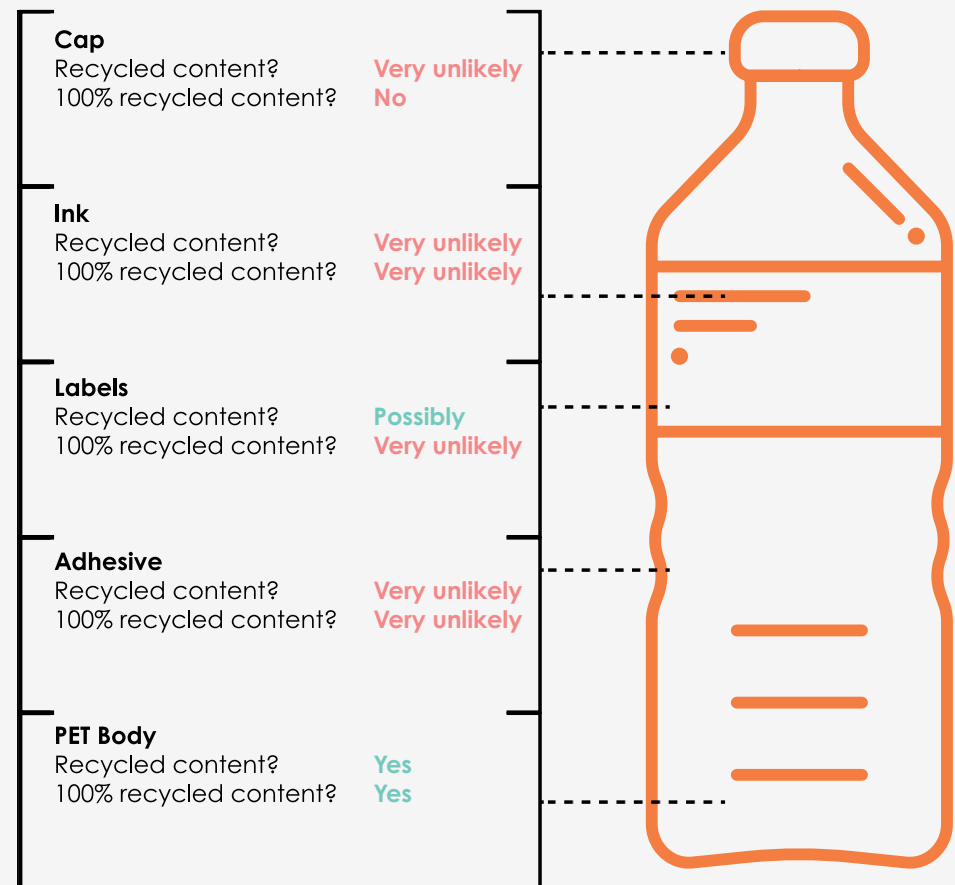 Cap
Recycled content? Very unlikely
100% recycled content? No
Ink
Recycled content? Very unlikely
100% recycled content? Very unlikely
Labels
Recycled content? Possibly
100% recycled content? Very unlikely
Adhesive
Recycled content? Very unlikely
100% recycled content? Very unlikely
PET Body
Recycled content? Yes
100% recycled content? Yes